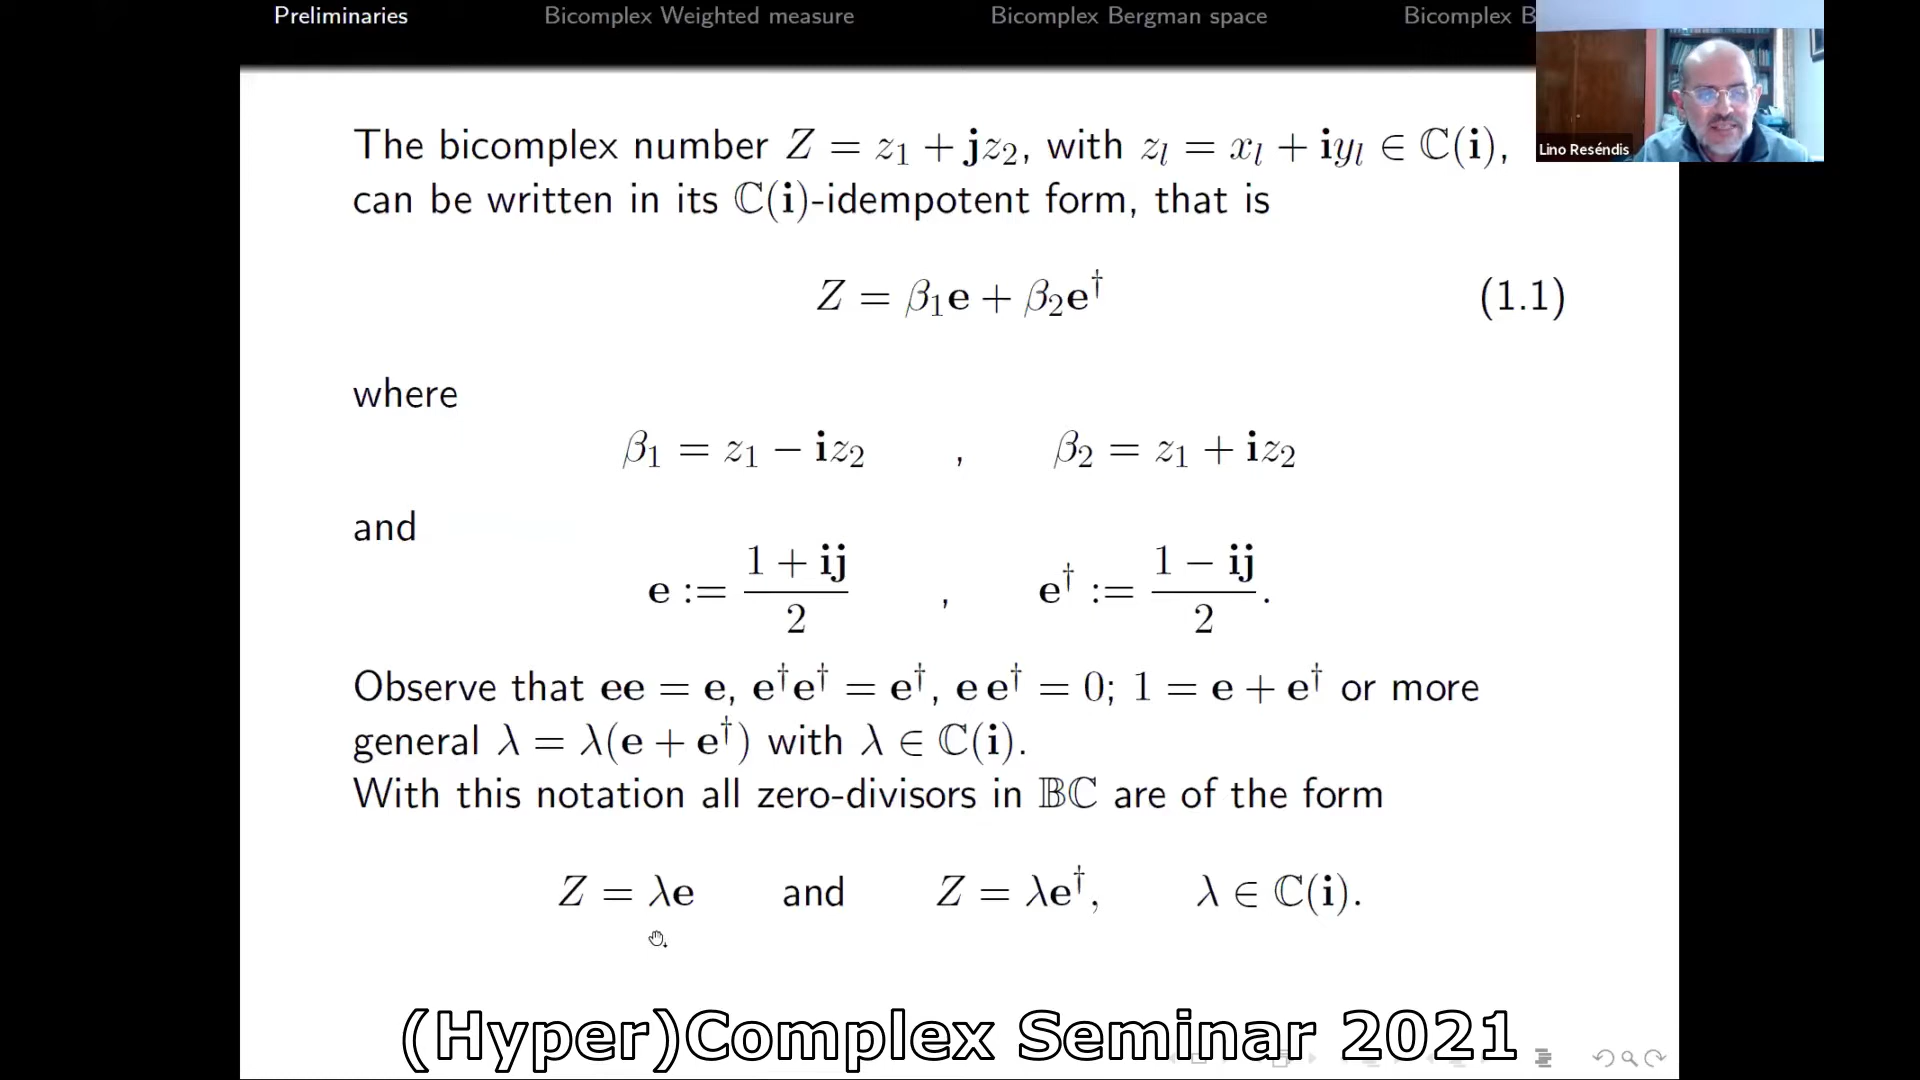 Preliminaries Bicomplex Weighted measure Bicomplex Bergman space Bicomplex B
Lino Reséndis
The bicomplex number Z = z₁ + jz₂, with zₗ = xₗ + iyₗ ∈ ℂ(i),
can be written in its ℂ(i)-idempotent form, that is
Z = β₁e + β₂e† (1.1)
where
β₁ = z₁ − iz₂ , β₂ = z₁ + iz₂
and
e := (1 + ij)/2 , e† := (1 − ij)/2.
Observe that ee = e, e†e† = e†, e e† = 0; 1 = e + e† or more
general λ = λ(e + e†) with λ ∈ ℂ(i).
With this notation all zero-divisors in 𝔹ℂ are of the form
Z = λe and Z = λe†, λ ∈ ℂ(i).
(Hyper)Complex Seminar 2021